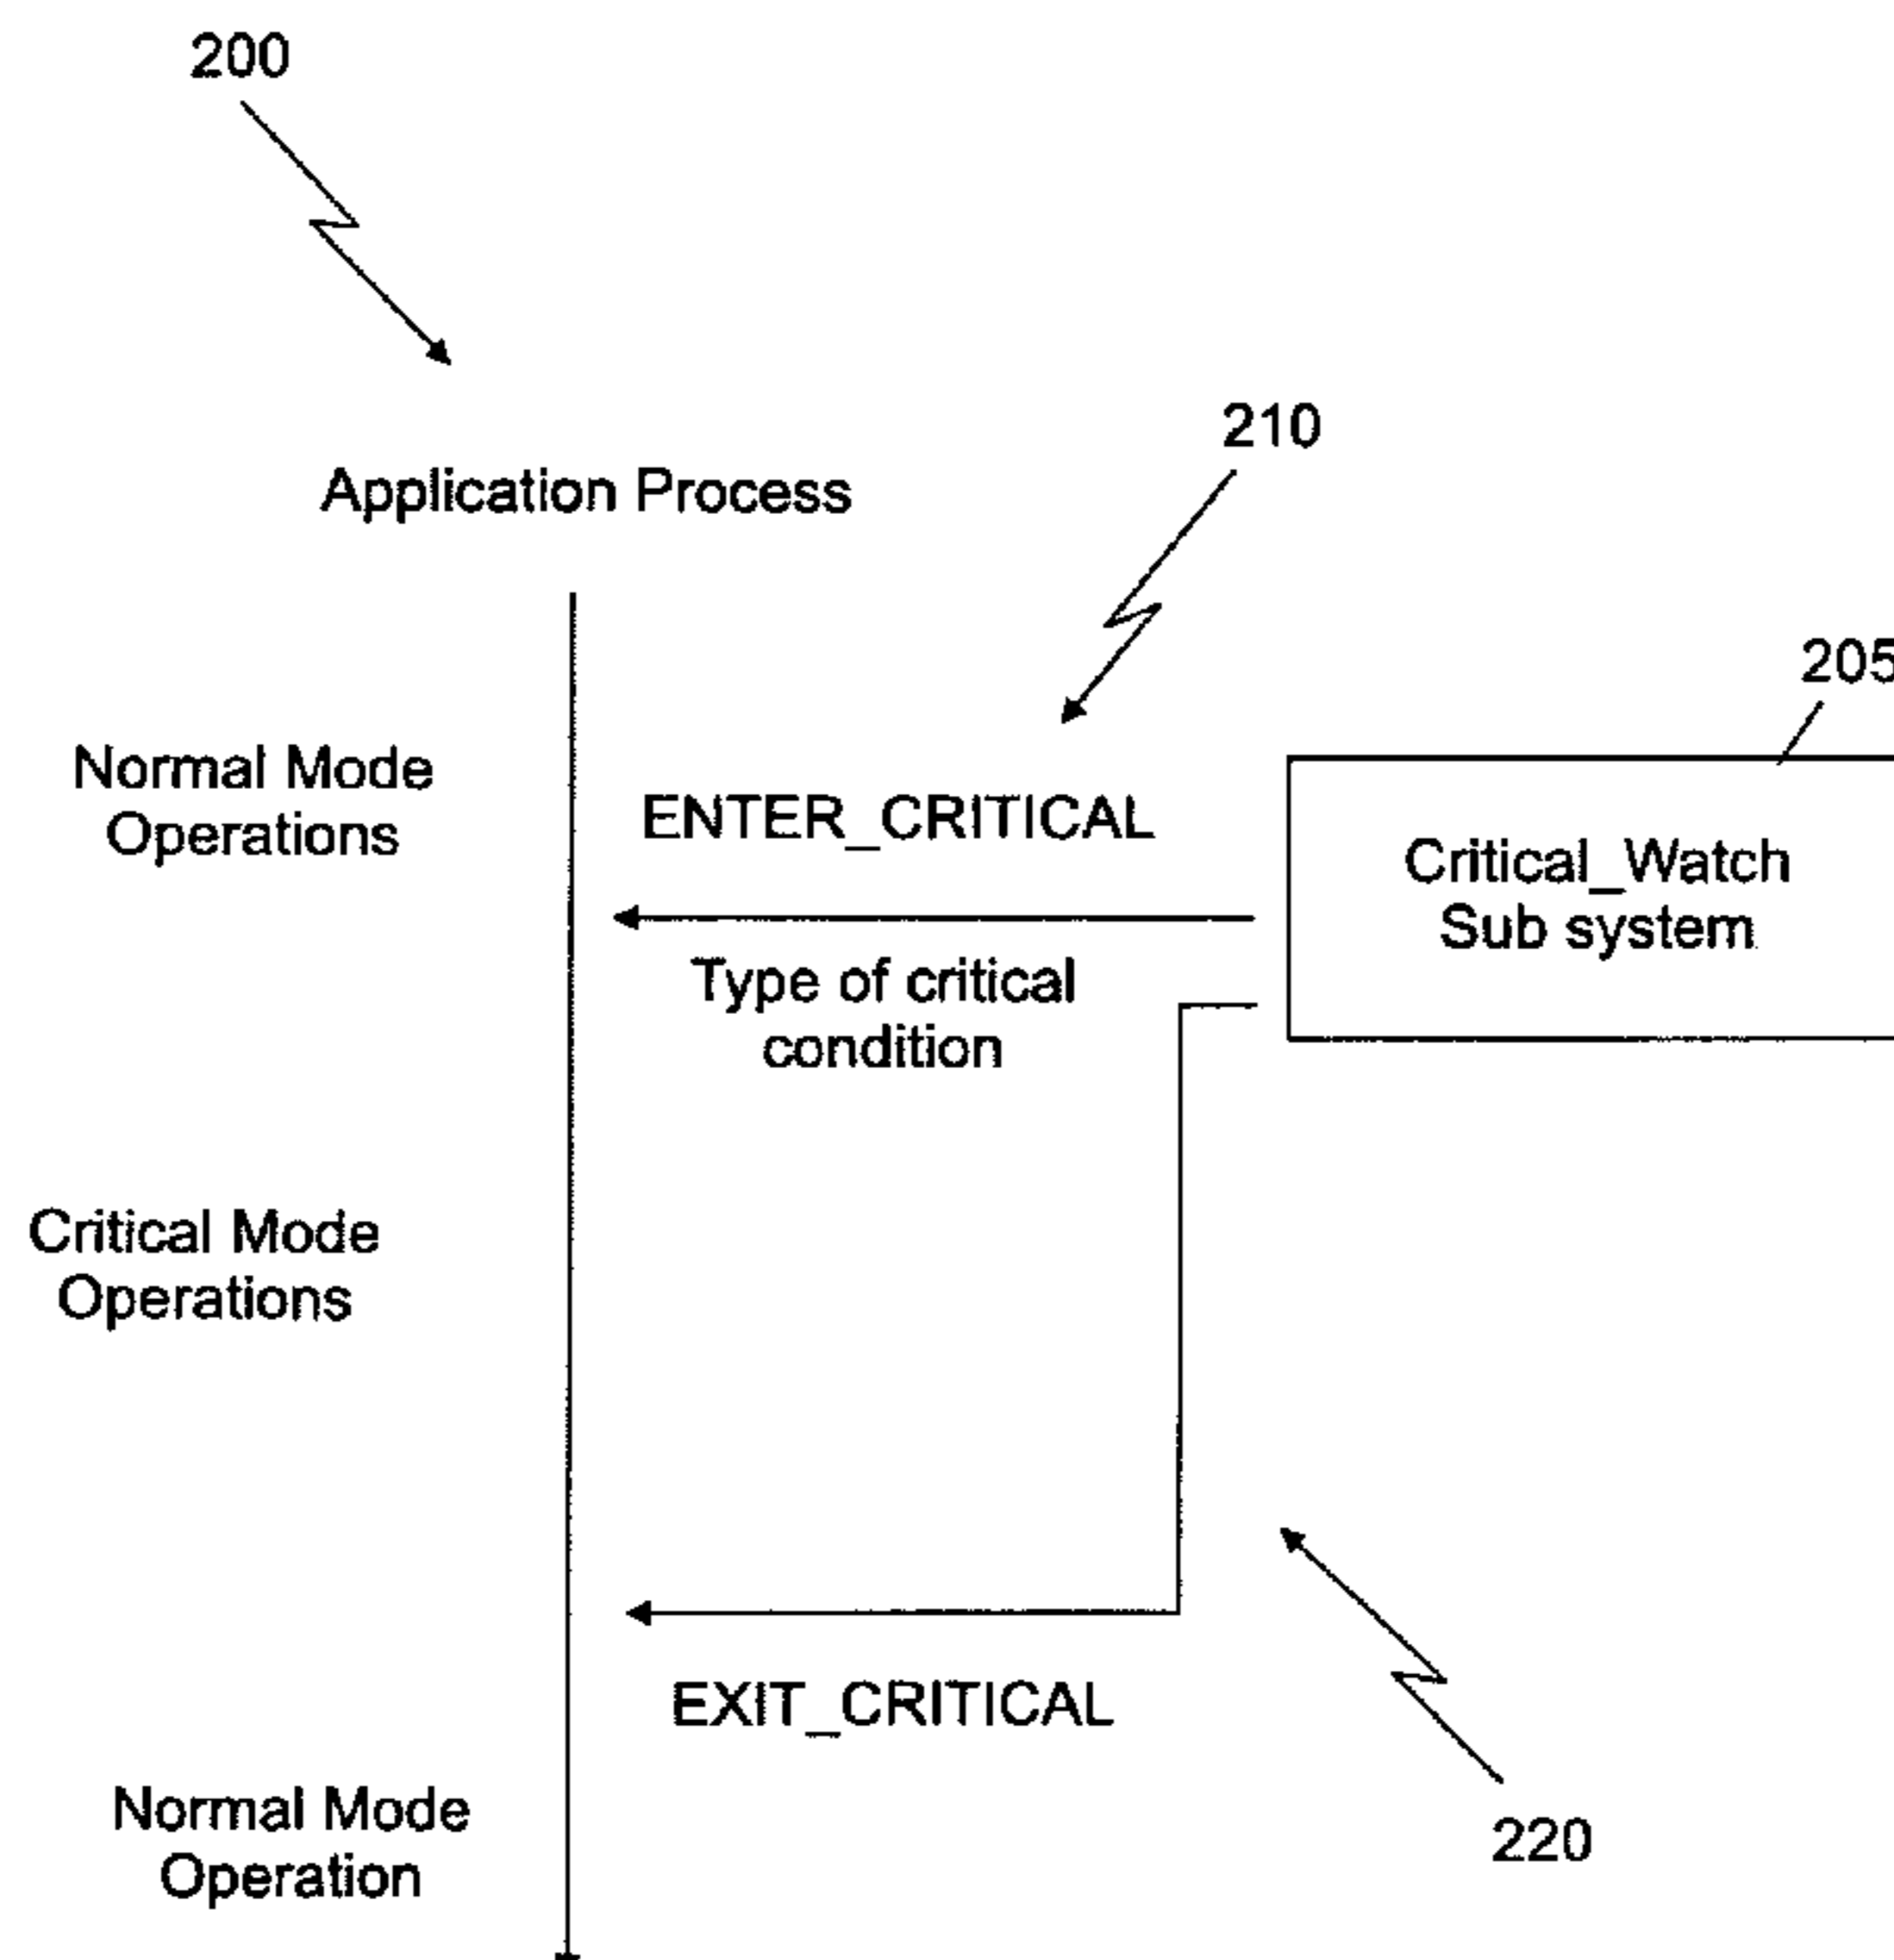 200
210
Application Process
205
Normal Mode
Operations
ENTER_CRITICAL
Critical_Watch
Sub system
Type of critical
condition
Critical Mode
Operations
EXIT_CRITICAL
Normal Mode
Operation
220